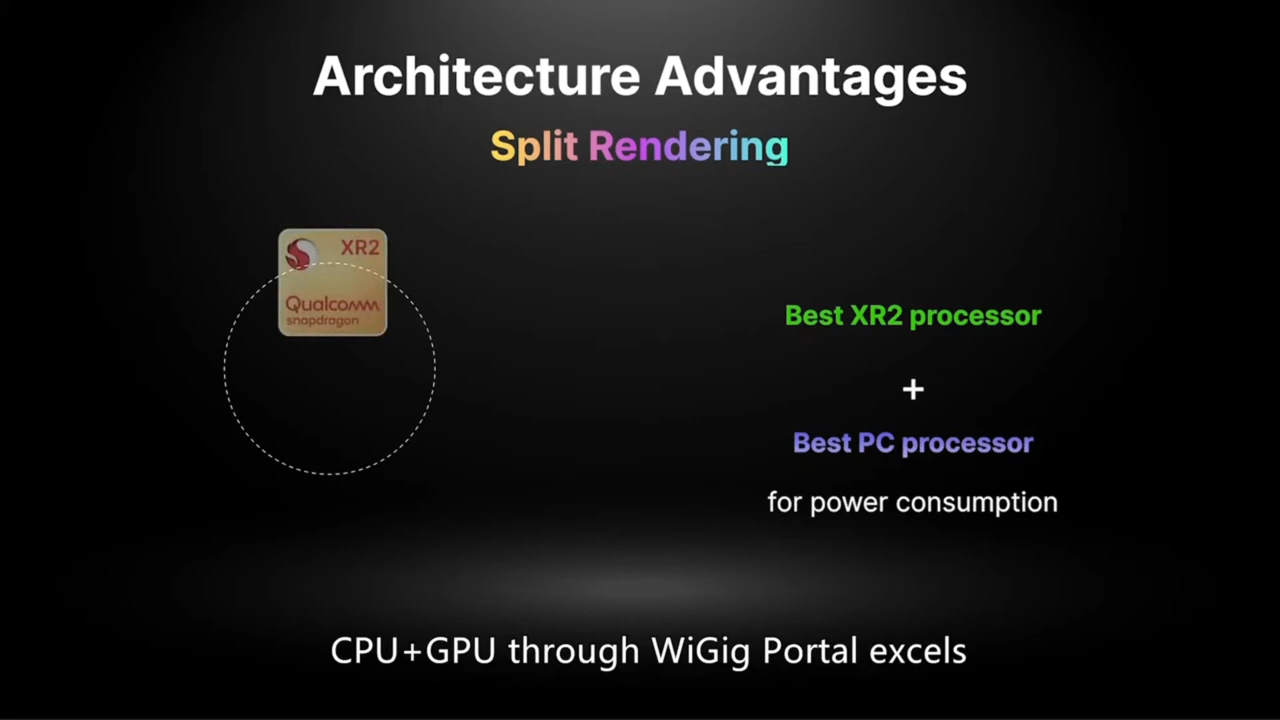 Architecture Advantages
Split Rendering
XR2
Qualcomm
snapdragon
Best XR2 processor
+
Best PC processor
for power consumption
CPU+GPU through WiGig Portal excels